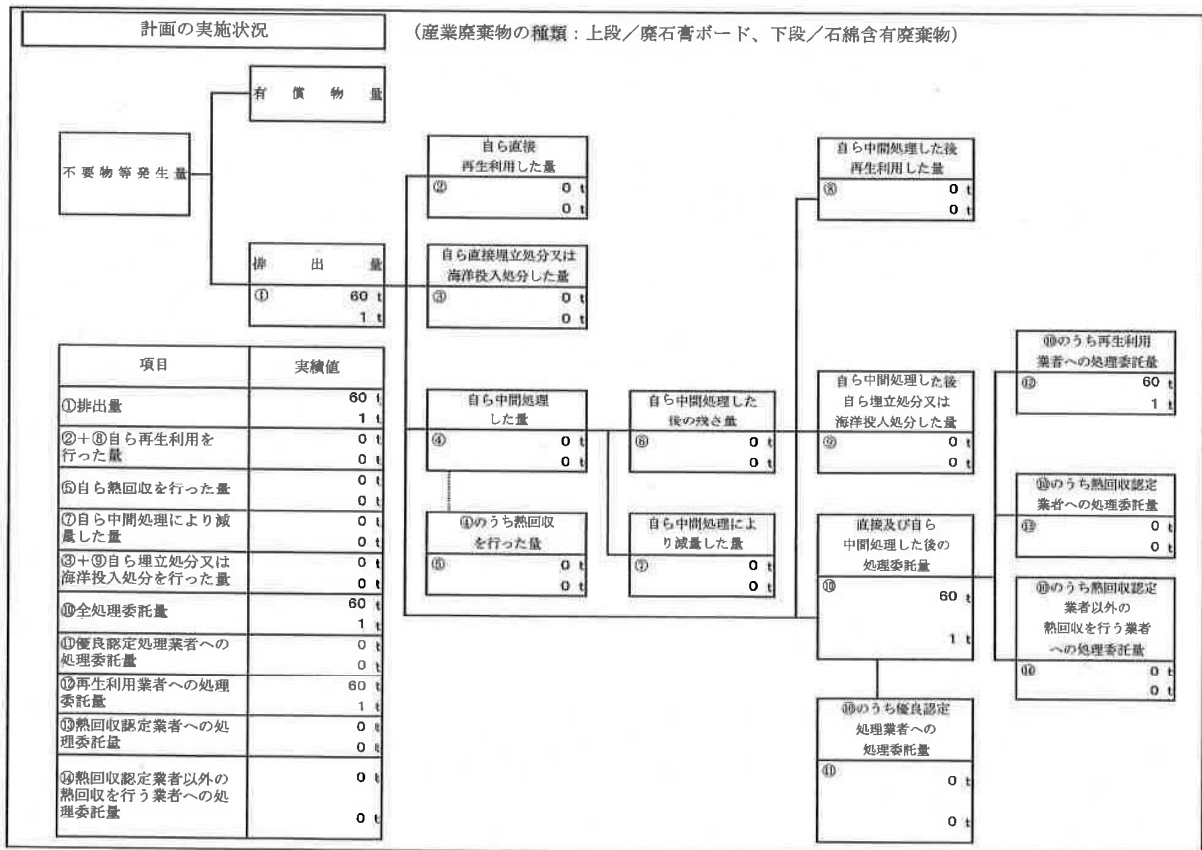 計画の実施状況
(産業廃棄物の種類：上段／廃石膏ボード、下段／石綿含有廃棄物)
有償物量
不要物等発生量
排出量
① 60 t
1 t
自ら直接
再生利用した量
② 0 t
0 t
自ら直接埋立処分又は
海洋投入処分した量
③ 0 t
0 t
自ら中間処理した後
再生利用した量
⑧ 0 t
0 t
自ら中間処理
した量
④ 0 t
0 t
④のうち熱回収
を行った量
⑤ 0 t
0 t
自ら中間処理した
後の残さ量
⑥ 0 t
0 t
自ら中間処理によ
り減量した量
⑦ 0 t
0 t
自ら中間処理した後
自ら埋立処分又は
海洋投入処分した量
⑨ 0 t
0 t
直接及び自ら
中間処理した後の
処理委託量
⑩ 60 t
1 t
⑩のうち優良認定
処理業者への
処理委託量
⑪ 0 t
0 t
⑩のうち再生利用
業者への処理委託量
⑫ 60 t
1 t
⑩のうち熱回収認定
業者への処理委託量
⑬ 0 t
0 t
⑩のうち熱回収認定
業者以外の
熱回収を行う業者
への処理委託量
⑭ 0 t
0 t
項目 実績値
①排出量 60 t
1 t
②＋⑧自ら再生利用を 0 t
行った量 0 t
⑤自ら熱回収を行った量 0 t
0 t
⑦自ら中間処理により減 0 t
量した量 0 t
③＋⑨自ら埋立処分又は 0 t
海洋投入処分を行った量 0 t
⑩全処理委託量 60 t
1 t
⑪優良認定処理業者への 0 t
処理委託量 0 t
⑫再生利用業者への処理 60 t
委託量 1 t
⑬熱回収認定業者への処 0 t
理委託量 0 t
⑭熱回収認定業者以外の 0 t
熱回収を行う業者への処
理委託量 0 t